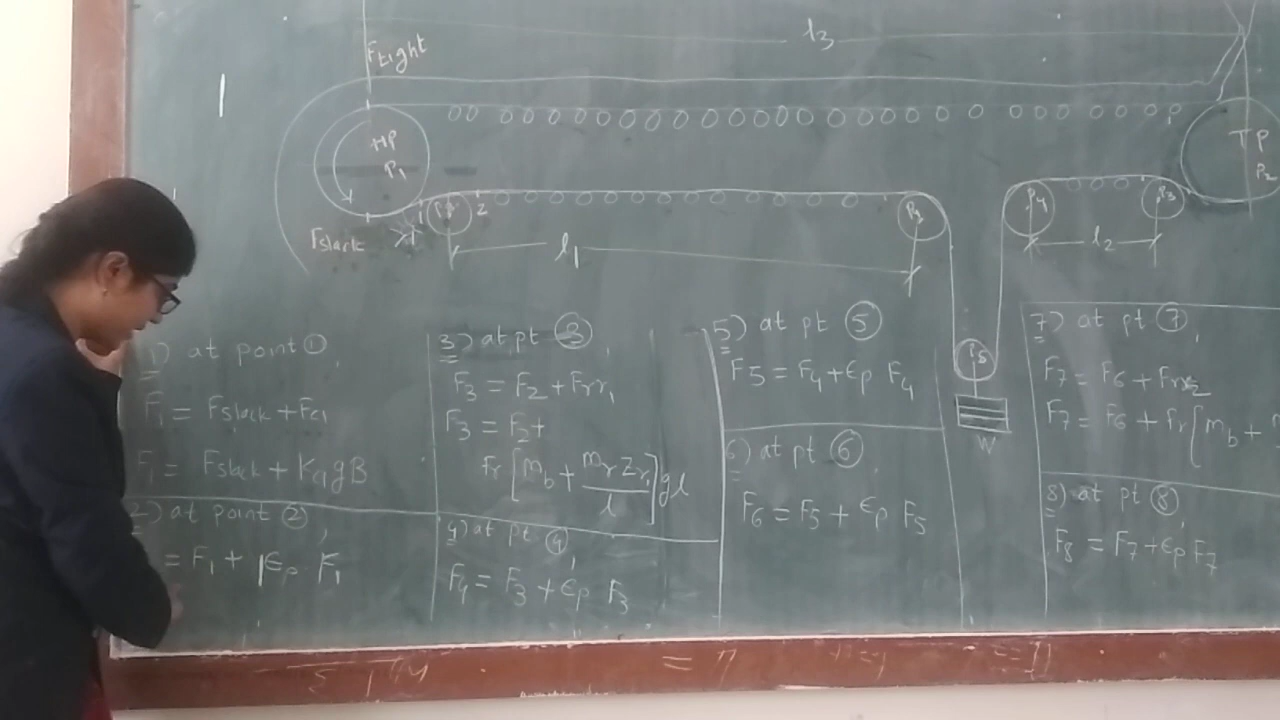 l3
Ftight
HP
P1
TP
P2
2
P4
P4
P3
Fslack
l1
l2
P5
W
1) at point ①,
F1 = Fslack + Fc1
F1 = Fslack + Kc1gB
2) at point ②,
= F1 + ϵp F1
3) at pt ③,
F3 = F2 + Frr1
F3 = F2+
Fr [mb + mr Zr1 / l] gl
4) at pt ④,
F4 = F3 + ϵp F3
5) at pt ⑤
F5 = F4 + ϵp F4
6) at pt ⑥,
F6 = F5 + ϵp F5
7) at pt ⑦,
F7 = F6 + Frr2
F7 = F6 + fr [mb +
8) at pt ⑧,
F8 = F7 + ϵp F7